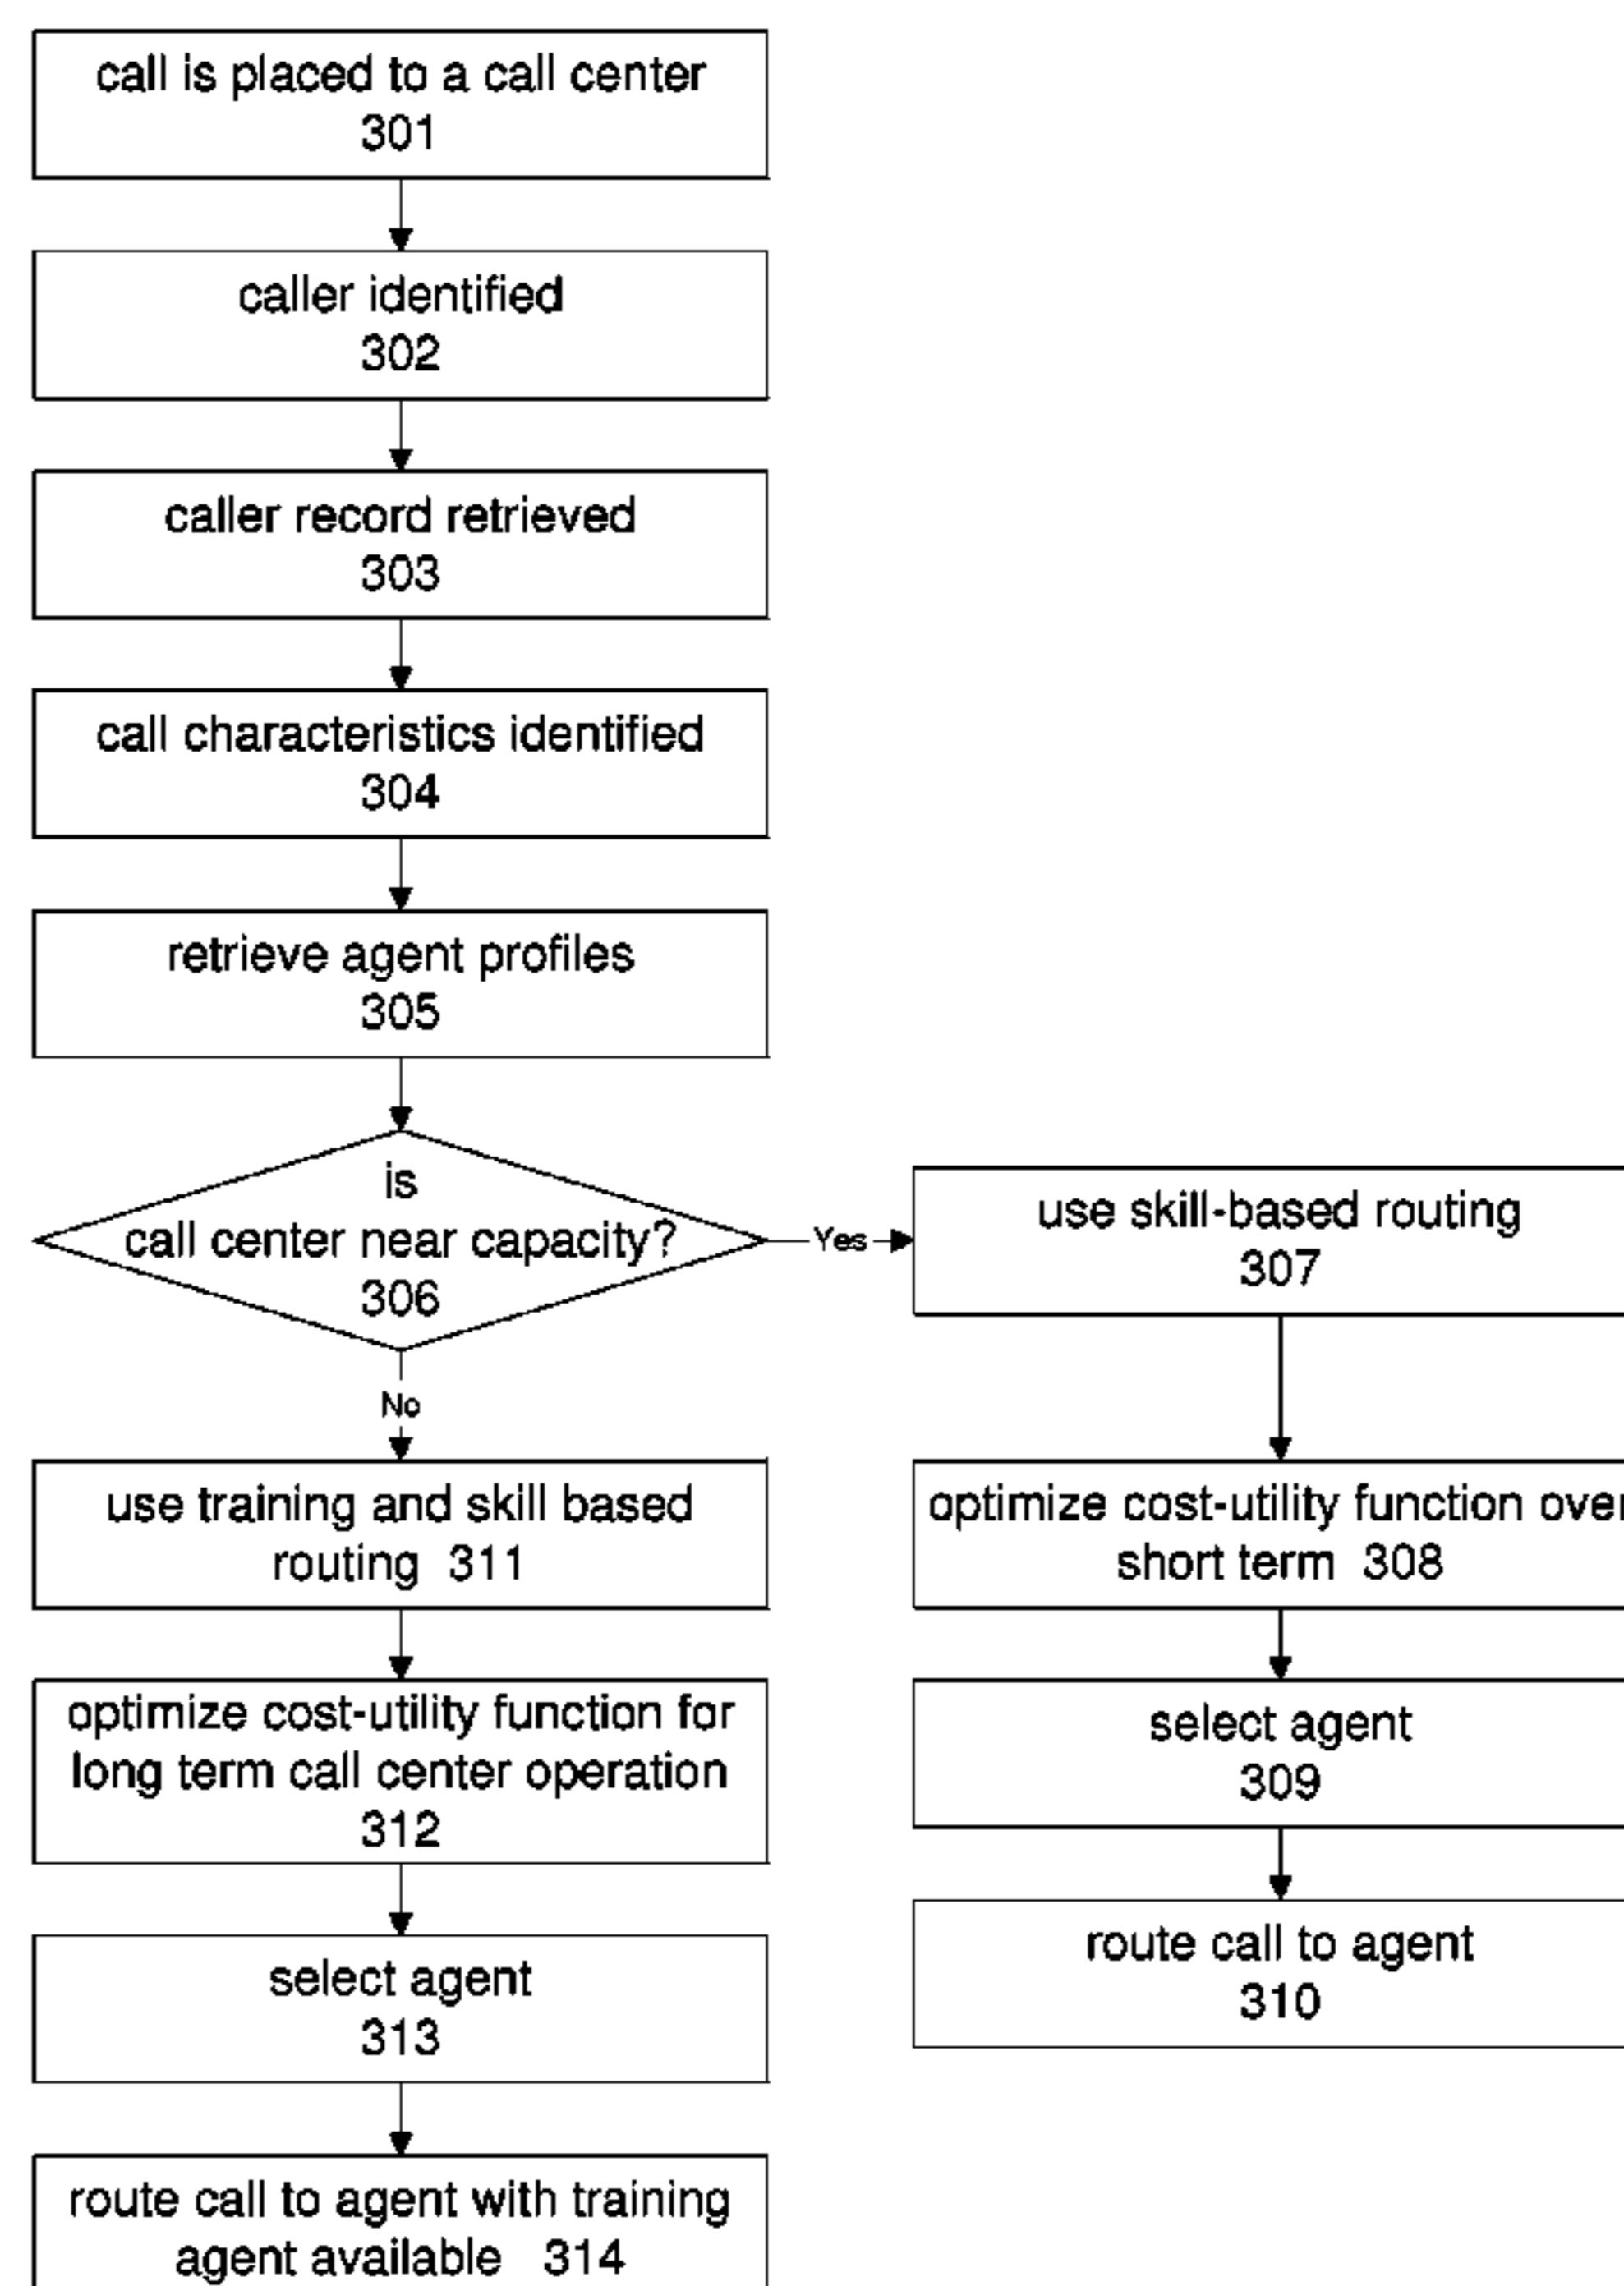 call is placed to a call center
301
caller identified
302
caller record retrieved
303
call characteristics identified
304
retrieve agent profiles
305
is
call center near capacity?
306
Yes
use skill-based routing
307
optimize cost-utility function over
short term 308
select agent
309
route call to agent
310
No
use training and skill based
routing 311
optimize cost-utility function for
long term call center operation
312
select agent
313
route call to agent with training
agent available 314